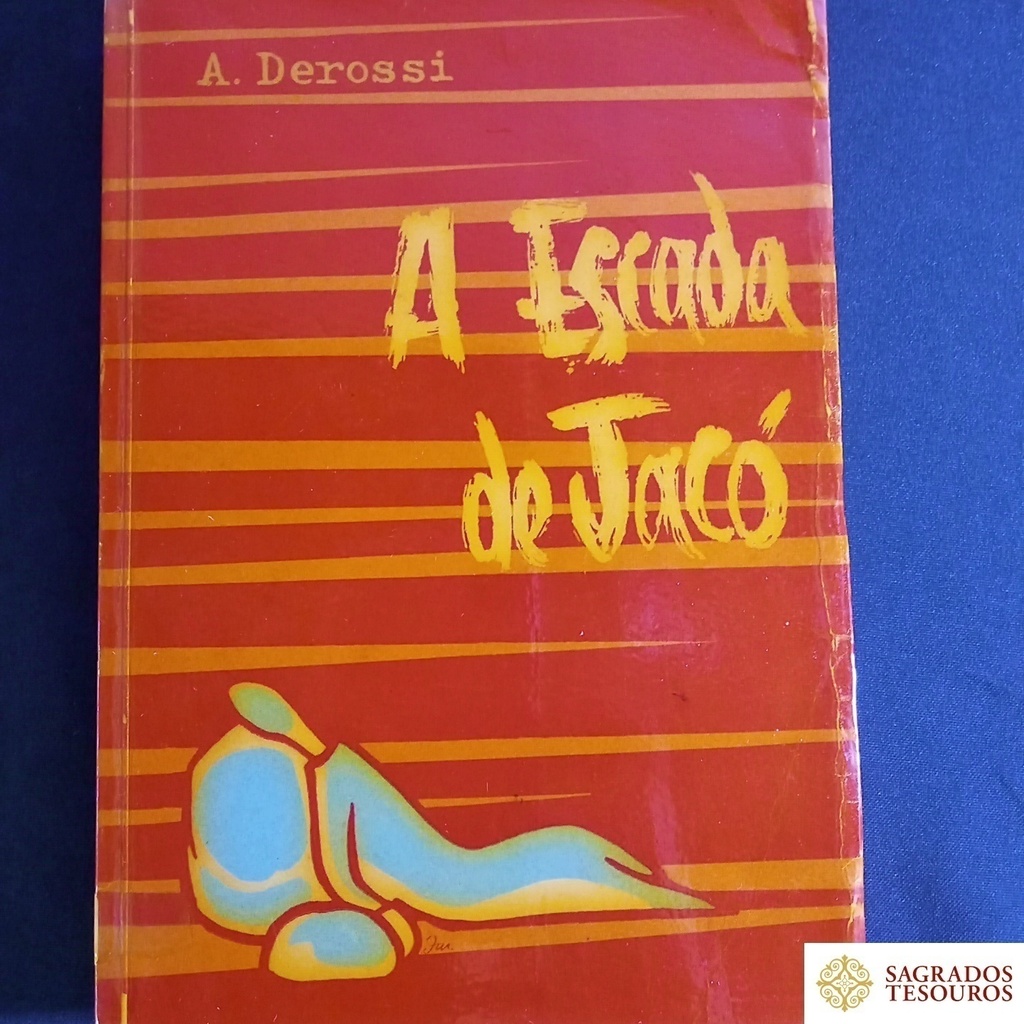 A. Derossi
A Escada
de Jacó
SAGRADOS
TESOUROS